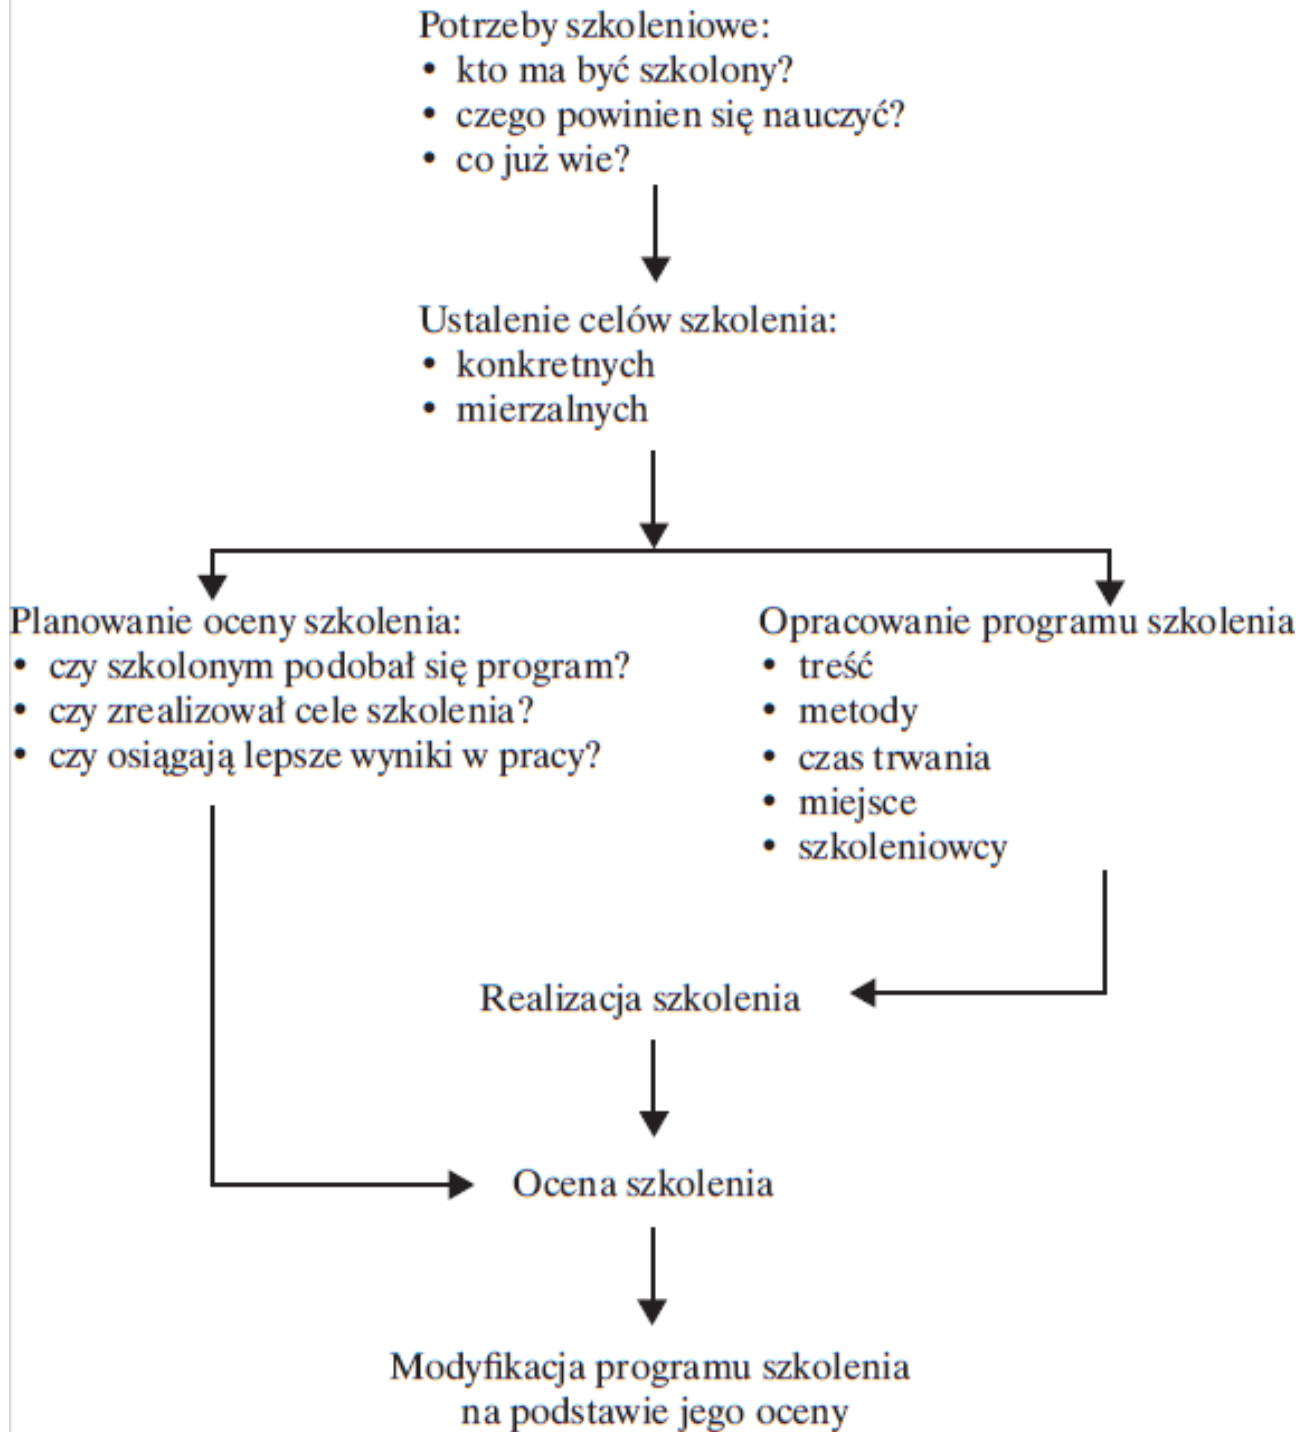 Potrzeby szkoleniowe:
• kto ma być szkolony?
• czego powinien się nauczyć?
• co już wie?
Ustalenie celów szkolenia:
• konkretnych
• mierzalnych
Planowanie oceny szkolenia:
• czy szkolonym podobał się program?
• czy zrealizował cele szkolenia?
• czy osiągają lepsze wyniki w pracy?
Opracowanie programu szkolenia
• treść
• metody
• czas trwania
• miejsce
• szkoleniowcy
Realizacja szkolenia
Ocena szkolenia
Modyfikacja programu szkolenia
na podstawie jego oceny